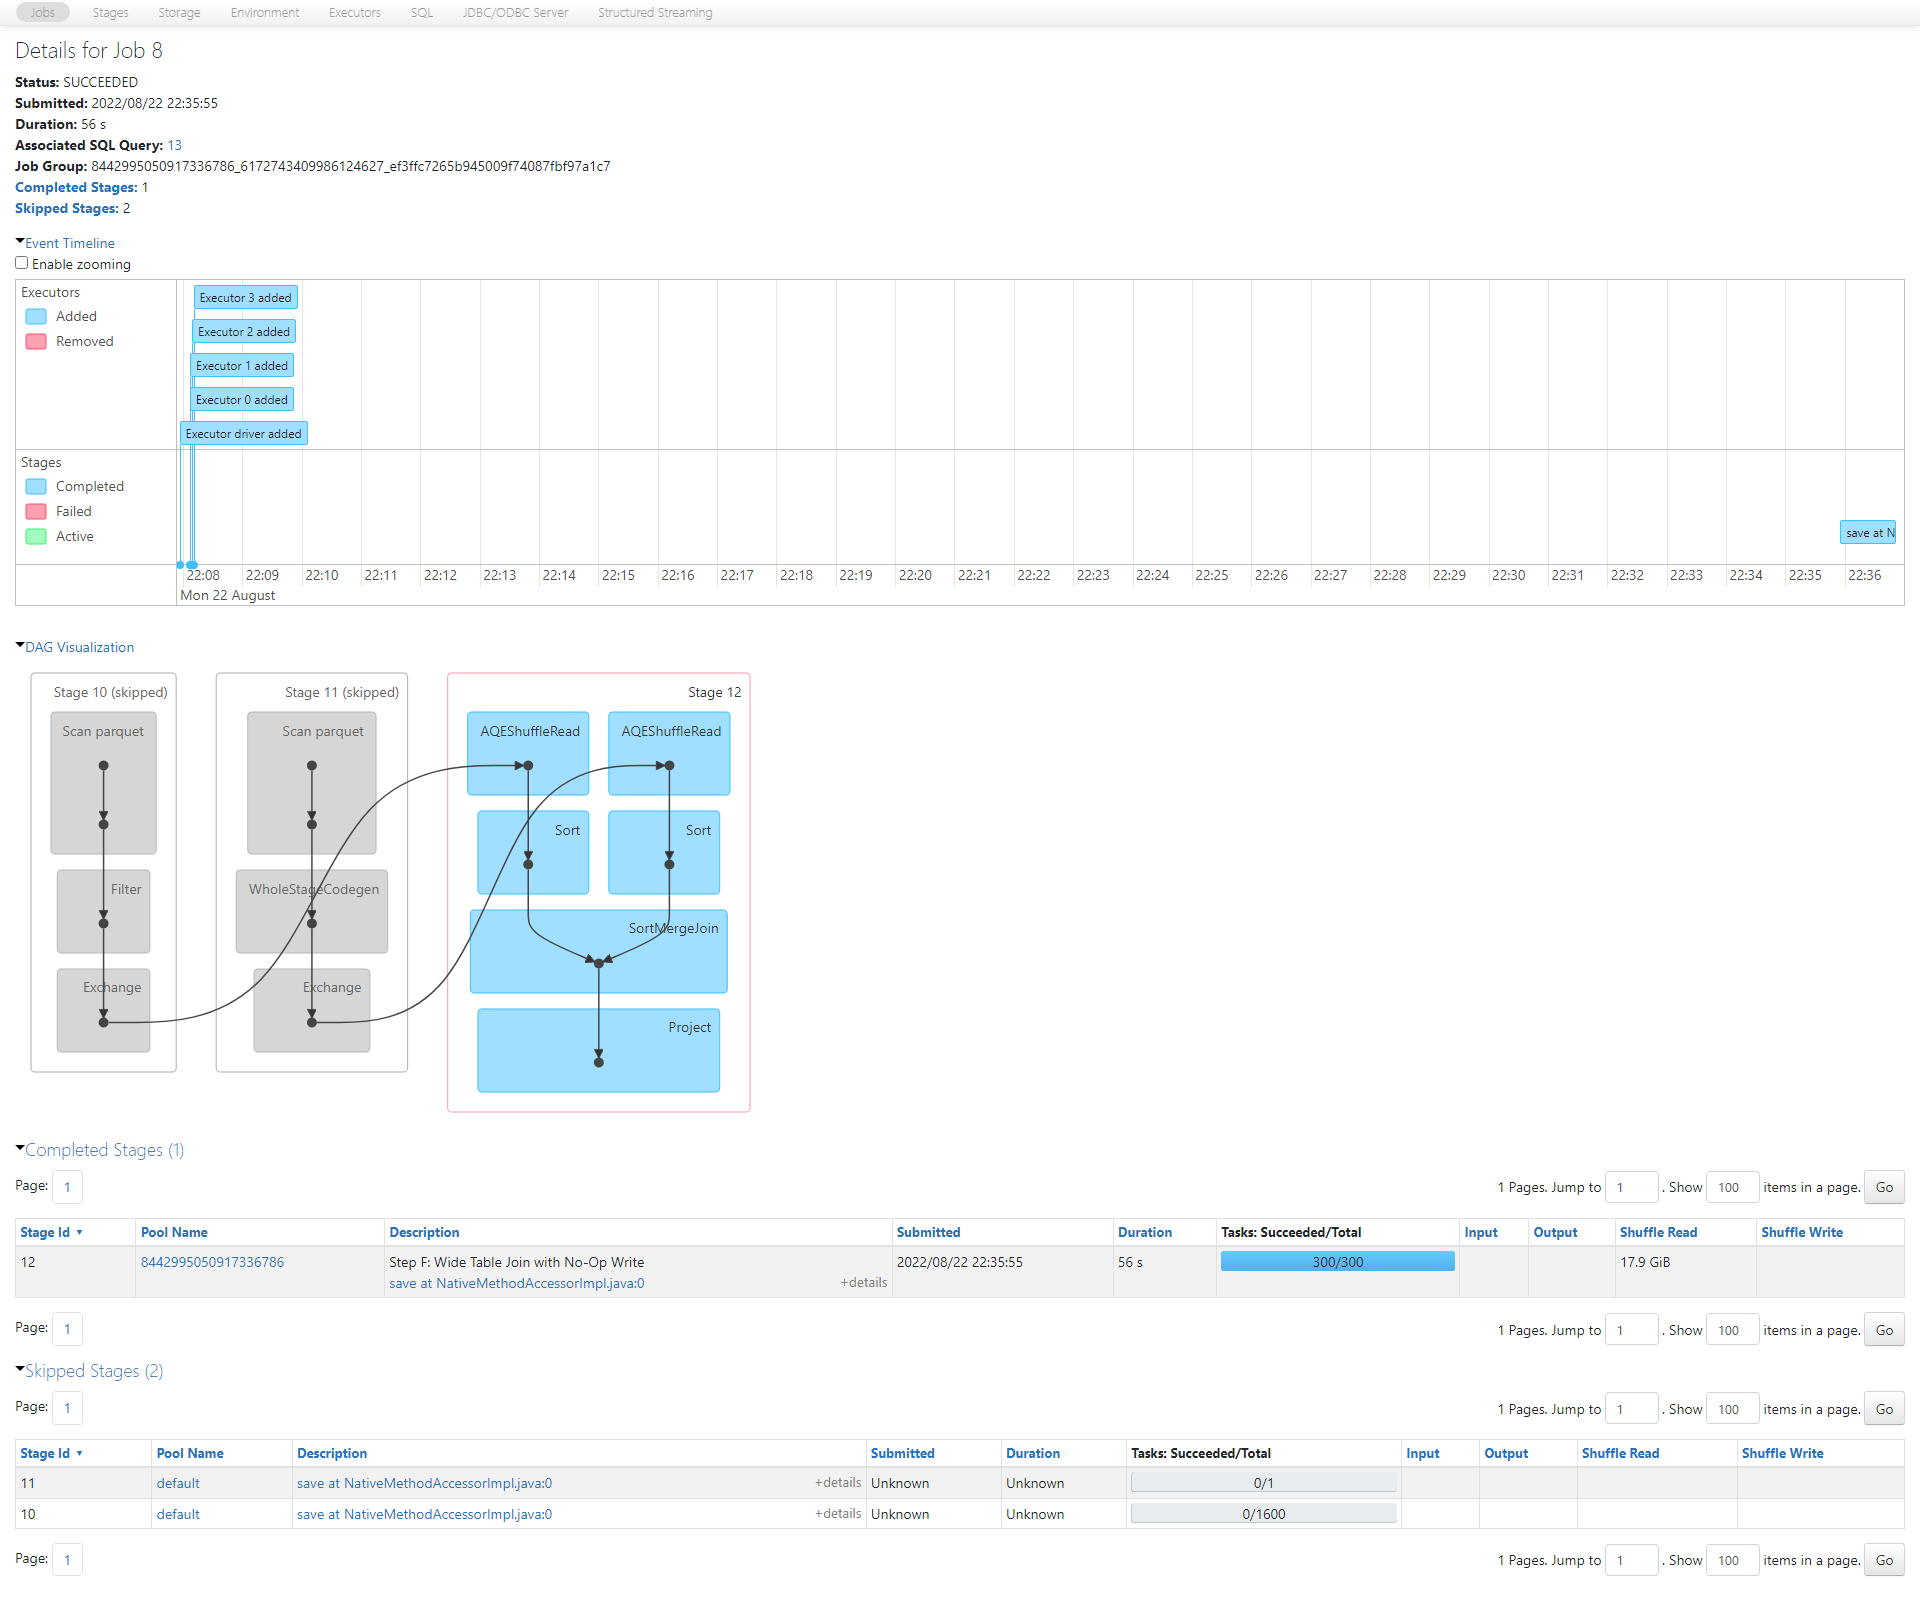 Jobs Stages Storage Environment Executors SQL JDBC/ODBC Server Structured Streaming
Details for Job 8
Status: SUCCEEDED
Submitted: 2022/08/22 22:35:55
Duration: 56 s
Associated SQL Query: 13
Job Group: 8442995050917336786_6172743409986124627_ef3ffc7265b945009f74087fbf97a1c7
Completed Stages: 1
Skipped Stages: 2
Event Timeline
Enable zooming
Executors
Added
Removed
Executor 3 added
Executor 2 added
Executor 1 added
Executor 0 added
Executor driver added
Stages
Completed
Failed
Active
save at N
22:08 22:09 22:10 22:11 22:12 22:13 22:14 22:15 22:16 22:17 22:18 22:19 22:20 22:21 22:22 22:23 22:24 22:25 22:26 22:27 22:28 22:29 22:30 22:31 22:32 22:33 22:34 22:35 22:36
Mon 22 August
DAG Visualization
Stage 10 (skipped)
Scan parquet
Filter
Exchange
Stage 11 (skipped)
Scan parquet
WholeStageCodegen
Exchange
Stage 12
AQEShuffleRead AQEShuffleRead
Sort Sort
SortMergeJoin
Project
Completed Stages (1)
Page: 1 1 Pages. Jump to 1 . Show 100 items in a page. Go
Stage Id Pool Name Description Submitted Duration Tasks: Succeeded/Total Input Output Shuffle Read Shuffle Write
12 8442995050917336786 Step F: Wide Table Join with No-Op Write 2022/08/22 22:35:55 56 s 300/300 17.9 GiB
save at NativeMethodAccessorImpl.java:0 +details
Page: 1 1 Pages. Jump to 1 . Show 100 items in a page. Go
Skipped Stages (2)
Page: 1 1 Pages. Jump to 1 . Show 100 items in a page. Go
Stage Id Pool Name Description Submitted Duration Tasks: Succeeded/Total Input Output Shuffle Read Shuffle Write
11 default save at NativeMethodAccessorImpl.java:0 +details Unknown Unknown 0/1
10 default save at NativeMethodAccessorImpl.java:0 +details Unknown Unknown 0/1600
Page: 1 1 Pages. Jump to 1 . Show 100 items in a page. Go